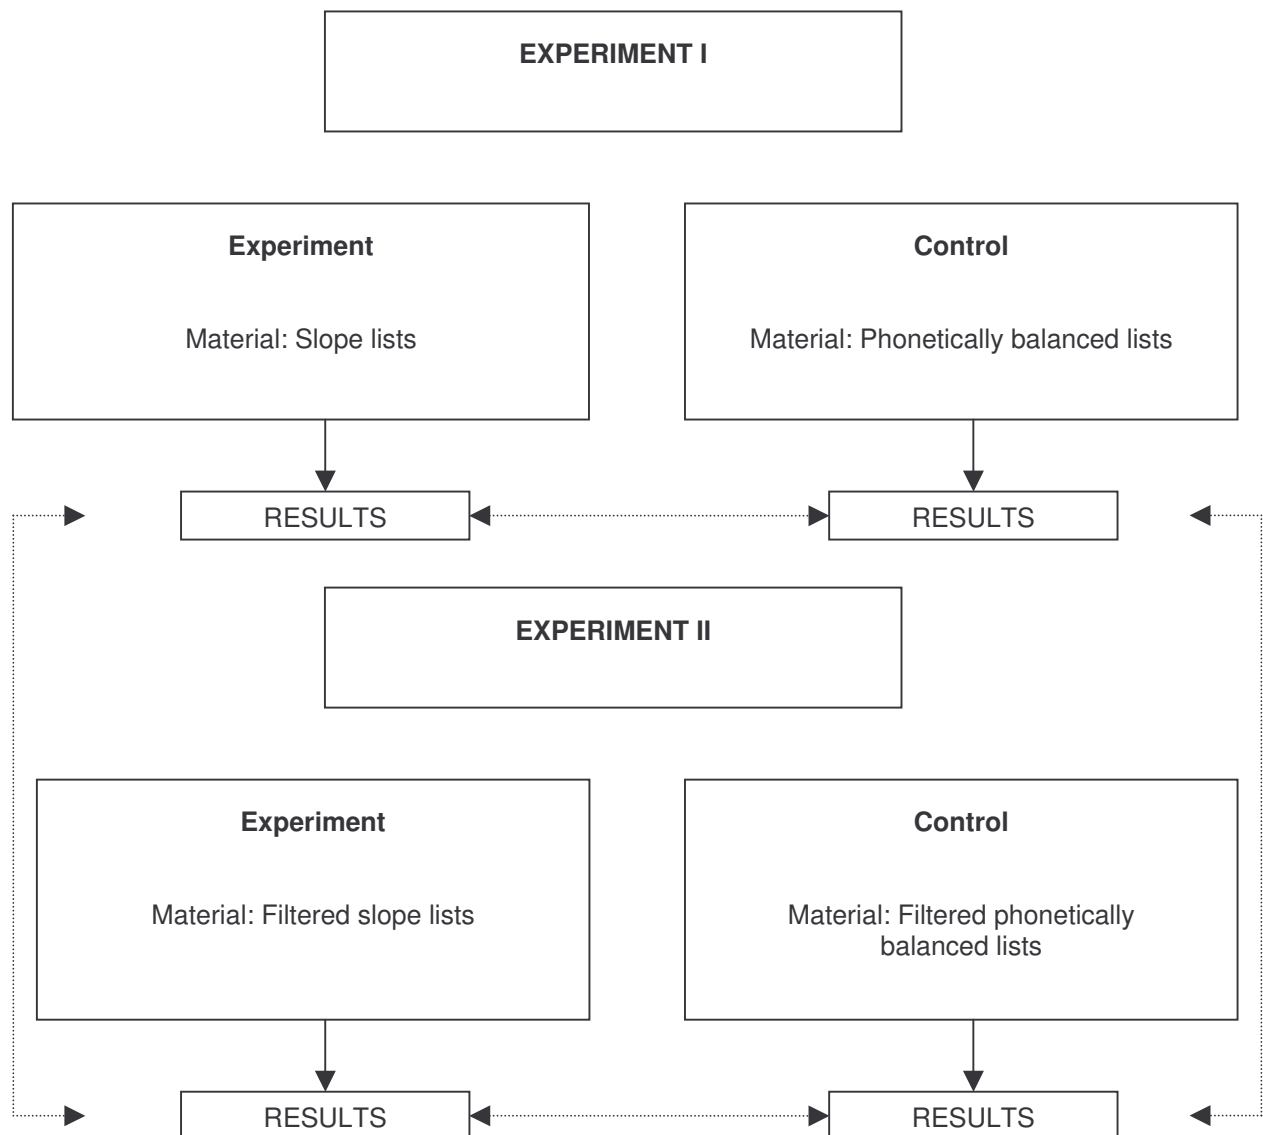 EXPERIMENT I
Experiment
Control
Material: Slope lists
Material: Phonetically balanced lists
RESULTS
RESULTS
EXPERIMENT II
Experiment
Control
Material: Filtered slope lists
Material: Filtered phonetically
balanced lists
RESULTS
RESULTS